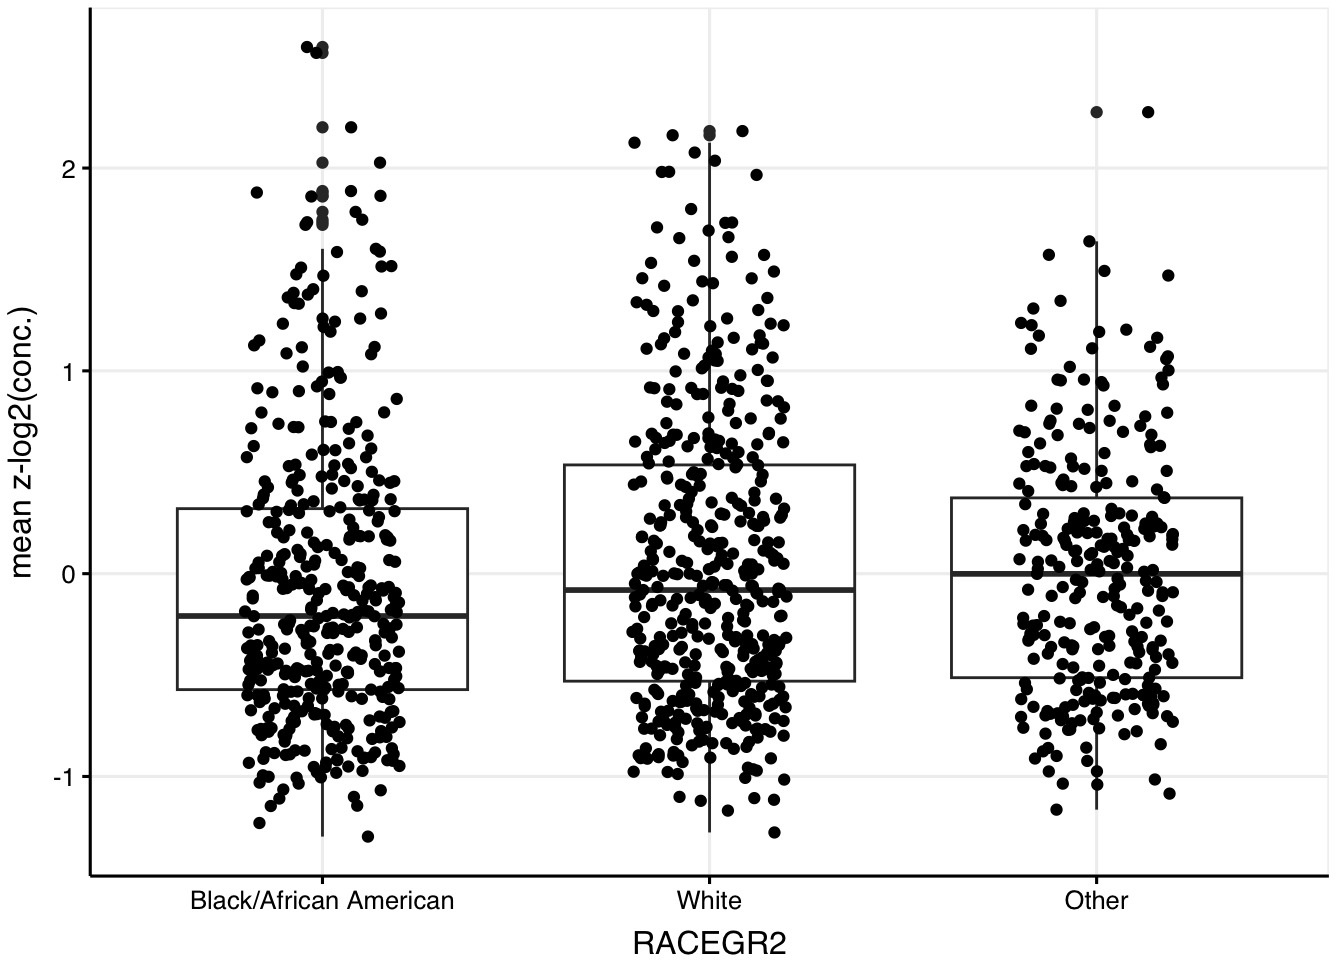 mean z-log2(conc.)
2
1
0
-1
Black/African American
White
Other
RACEGR2